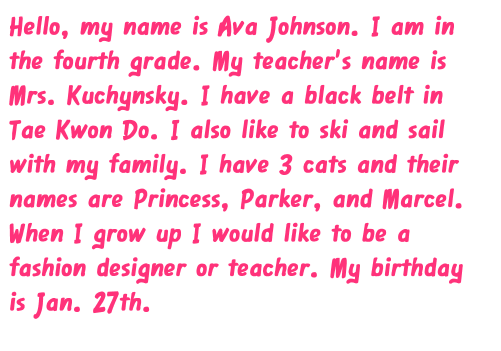 Hello, my name is Ava Johnson. I am in
the fourth grade. My teacher's name is
Mrs. Kuchynsky. I have a black belt in
Tae Kwon Do. I also like to ski and sail
with my family. I have 3 cats and their
names are Princess, Parker, and Marcel.
When I grow up I would like to be a
fashion designer or teacher. My birthday
is Jan. 27th.